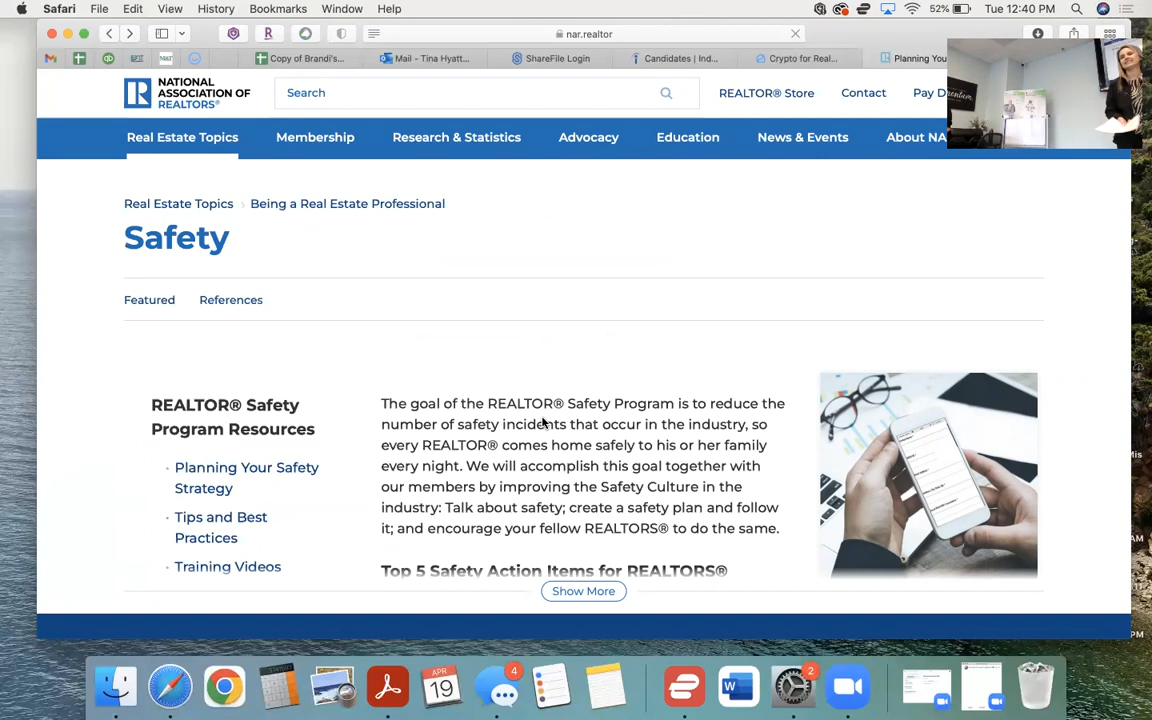 Safari File Edit View History Bookmarks Window Help 52% Tue 12:40 PM
nar.realtor
Copy of Brandi's... Mail - Tina Hyatt... ShareFile Login Candidates | Ind... Crypto for Real... Planning You
NATIONAL
ASSOCIATION OF
REALTORS®
Search
REALTOR® Store Contact Pay D
Real Estate Topics Membership Research & Statistics Advocacy Education News & Events About NA
Real Estate Topics › Being a Real Estate Professional
Safety
Featured References
REALTOR® Safety
Program Resources
Planning Your Safety
Strategy
Tips and Best
Practices
Training Videos
The goal of the REALTOR® Safety Program is to reduce the
number of safety incidents that occur in the industry, so
every REALTOR® comes home safely to his or her family
every night. We will accomplish this goal together with
our members by improving the Safety Culture in the
industry: Talk about safety; create a safety plan and follow
it; and encourage your fellow REALTORS® to do the same.
Top 5 Safety Action Items for REALTORS®
Show More
AM
PM
APR
19
4
2